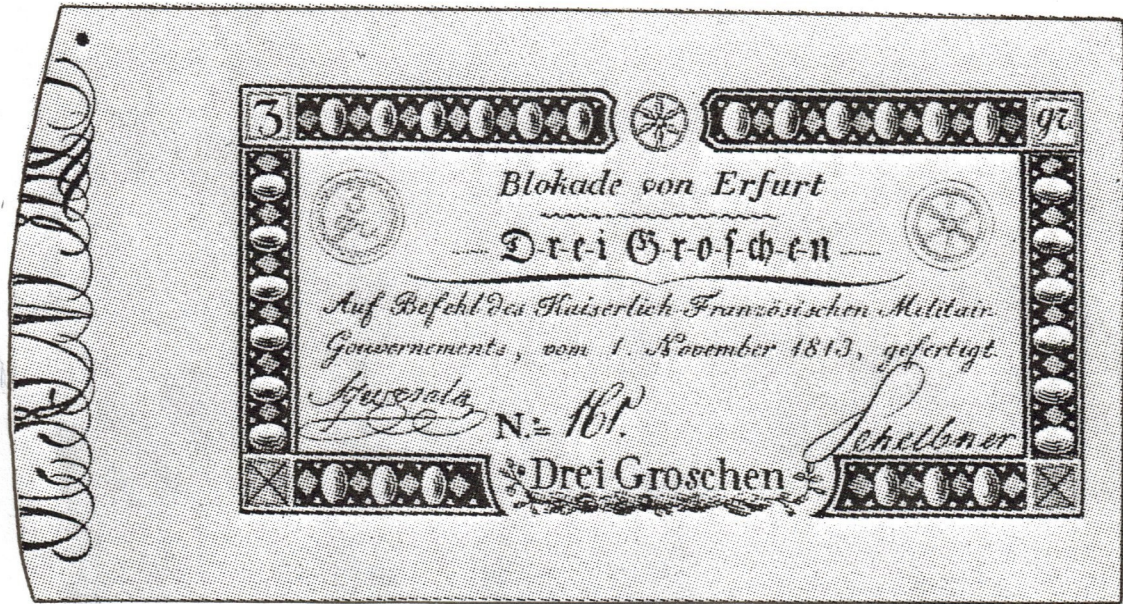 3 gr
Blokade von Erfurt
Drei Groschen
Auf Befehl des Kaiserlich Französischen Militair
Gouvernements, vom 1. November 1813, gefertigt.
N.:
Schellner
Drei Groschen